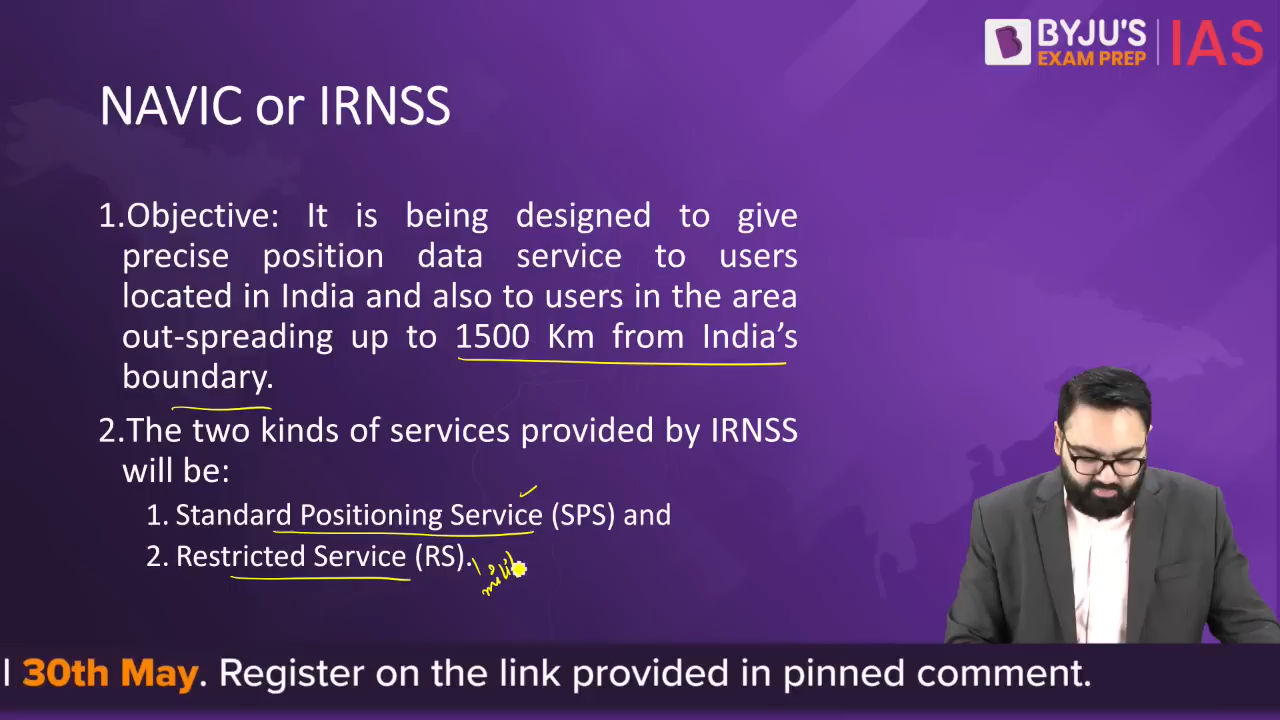 BYJU'S
EXAM PREP
IAS
NAVIC or IRNSS
1.Objective: It is being designed to give
precise position data service to users
located in India and also to users in the area
out-spreading up to 1500 Km from India's
boundary.
2.The two kinds of services provided by IRNSS
will be:
1. Standard Positioning Service (SPS) and
2. Restricted Service (RS).
30th May. Register on the link provided in pinned comment.